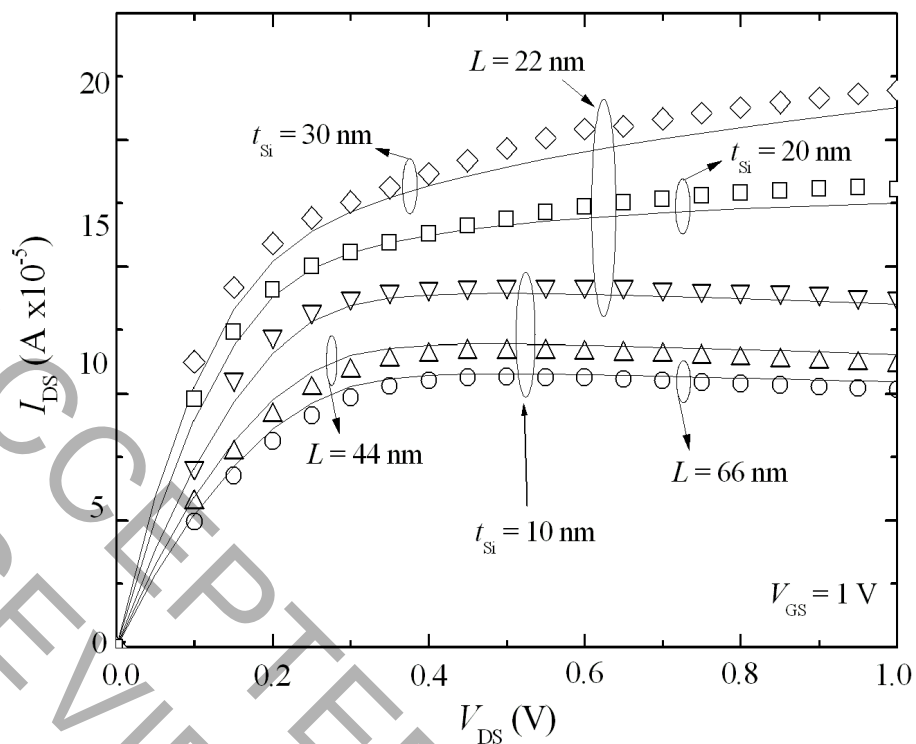 20
15
10
5
0
0.0
0.2
0.4
0.6
0.8
1.0
I_DS (A x10^-5)
V_DS (V)
L = 22 nm
t_Si = 30 nm
t_Si = 20 nm
L = 44 nm
L = 66 nm
t_Si = 10 nm
V_GS = 1 V